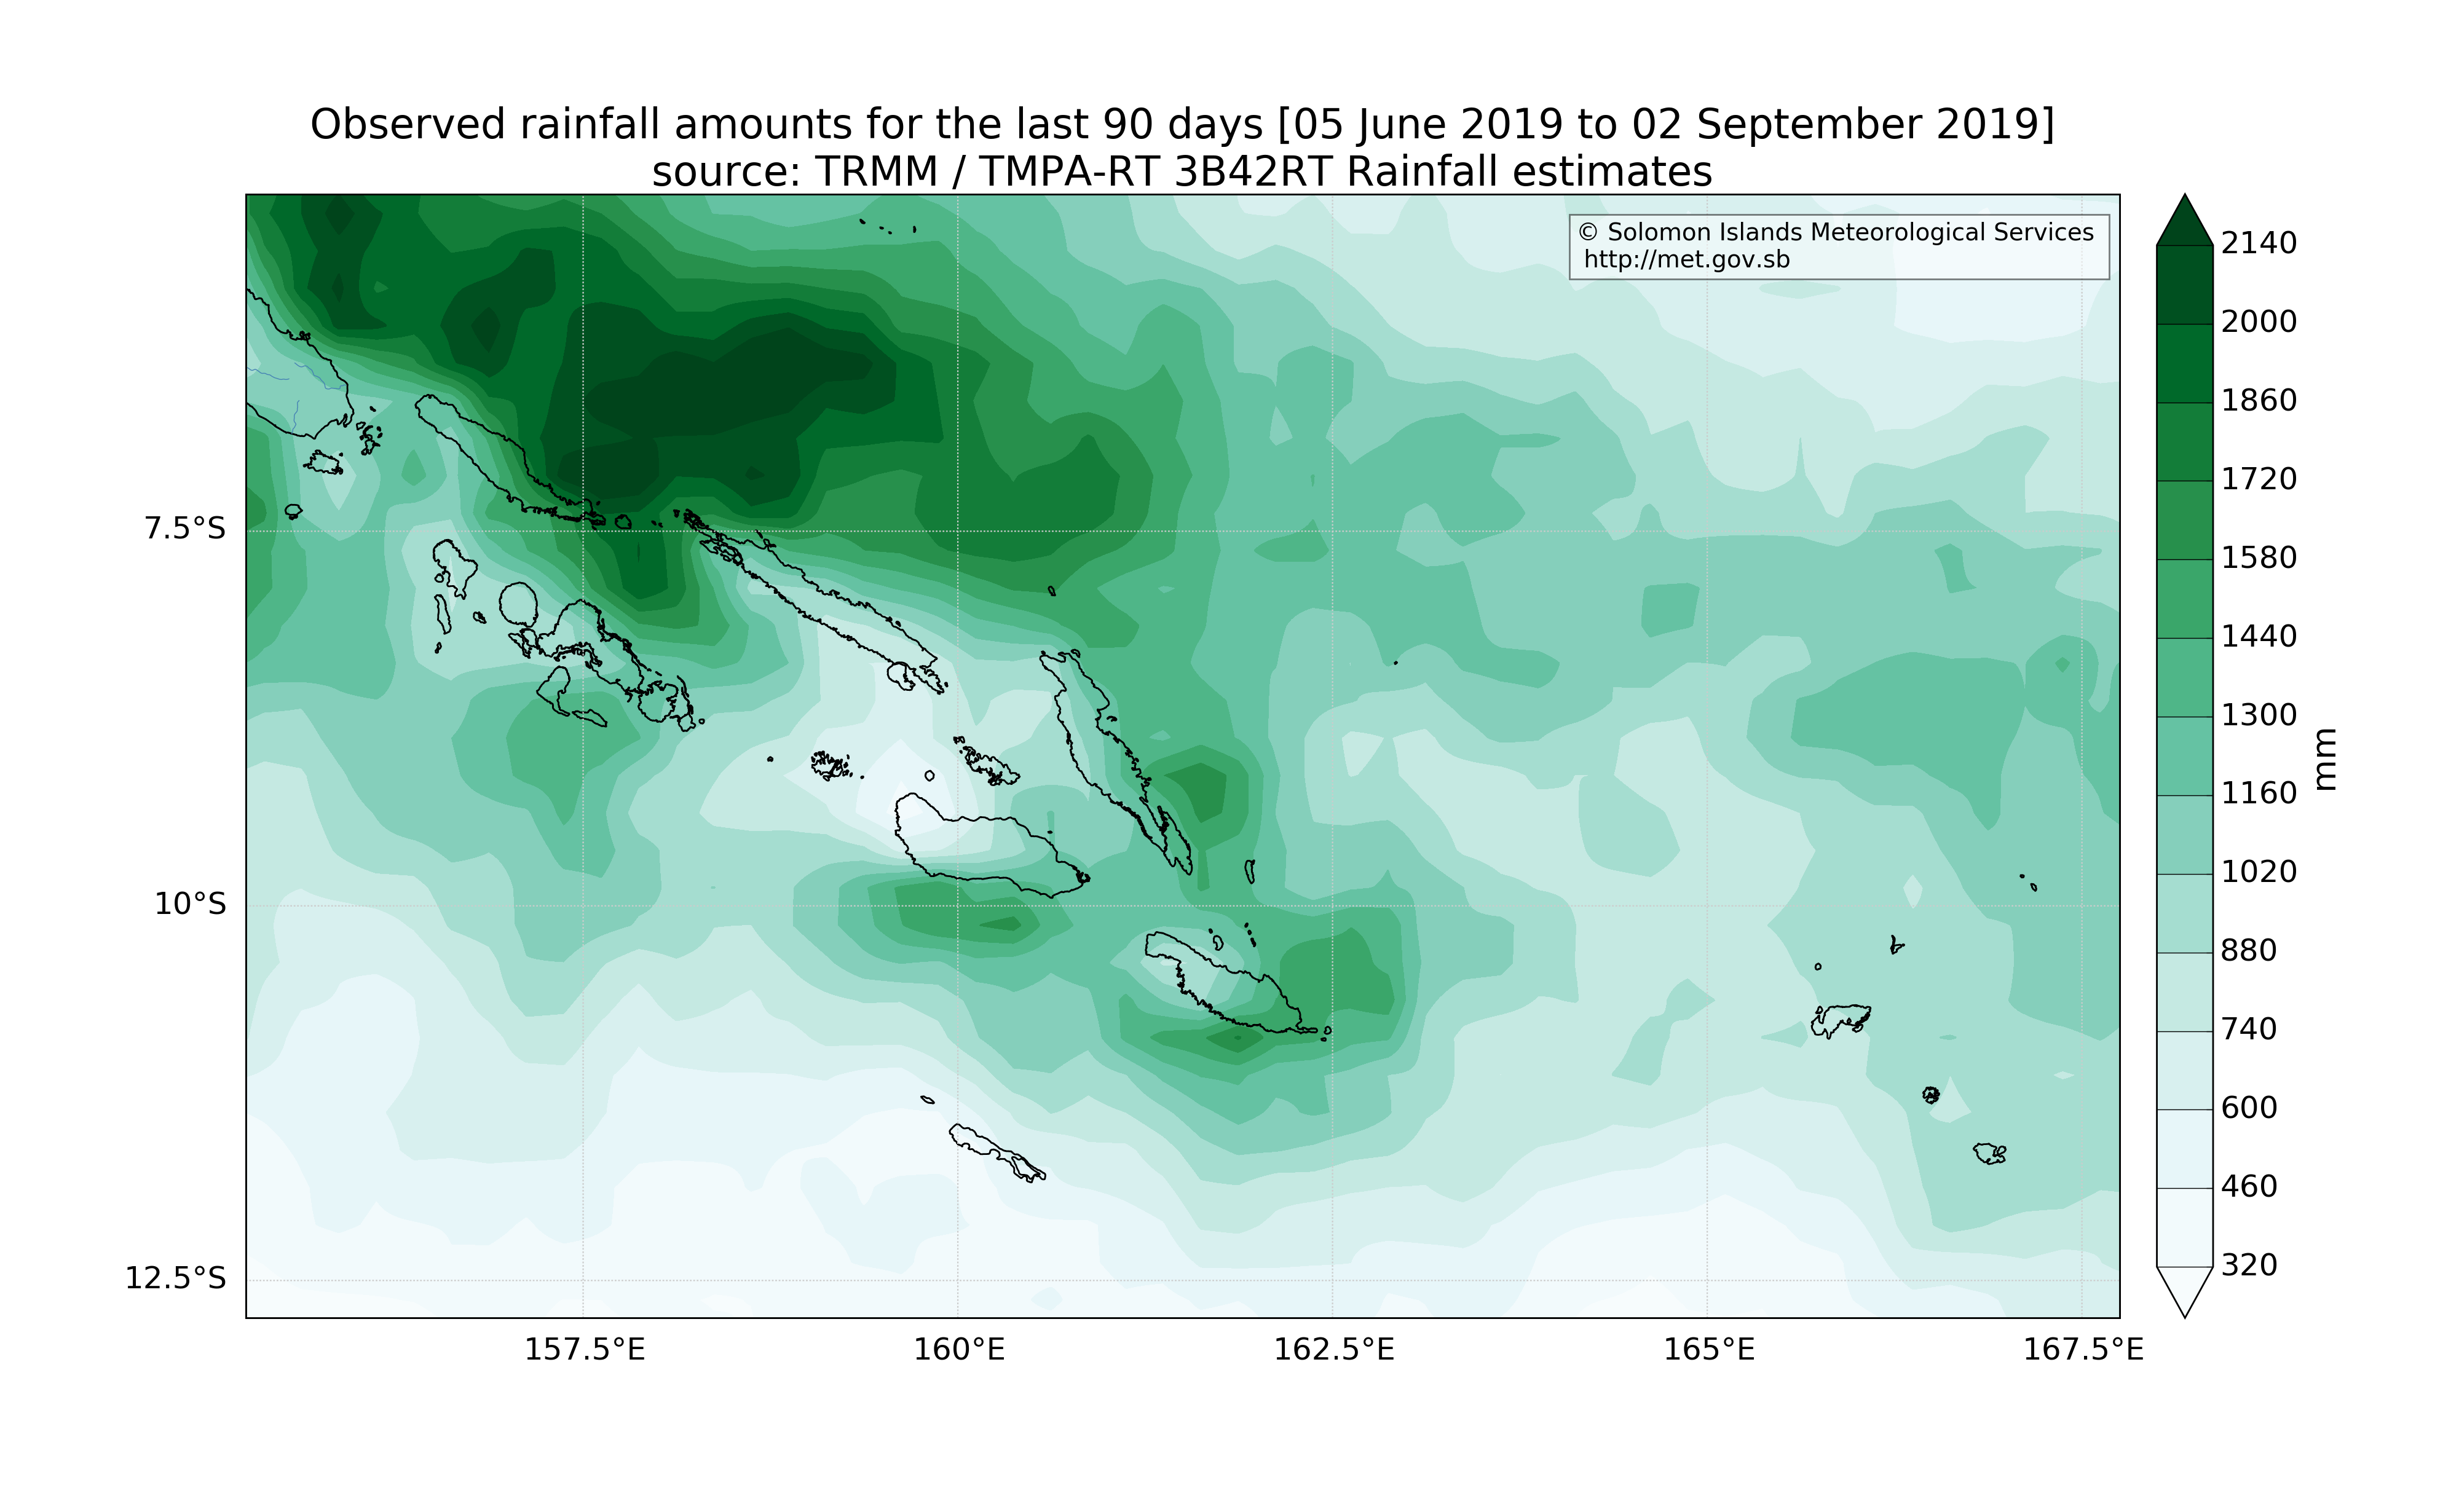 Observed rainfall amounts for the last 90 days [05 June 2019 to 02 September 2019]
source: TRMM / TMPA-RT 3B42RT Rainfall estimates
© Solomon Islands Meteorological Services
http://met.gov.sb
2140
2000
1860
1720
1580
1440
1300
1160
1020
880
740
600
460
320
mm
7.5°S
10°S
12.5°S
157.5°E
160°E
162.5°E
165°E
167.5°E